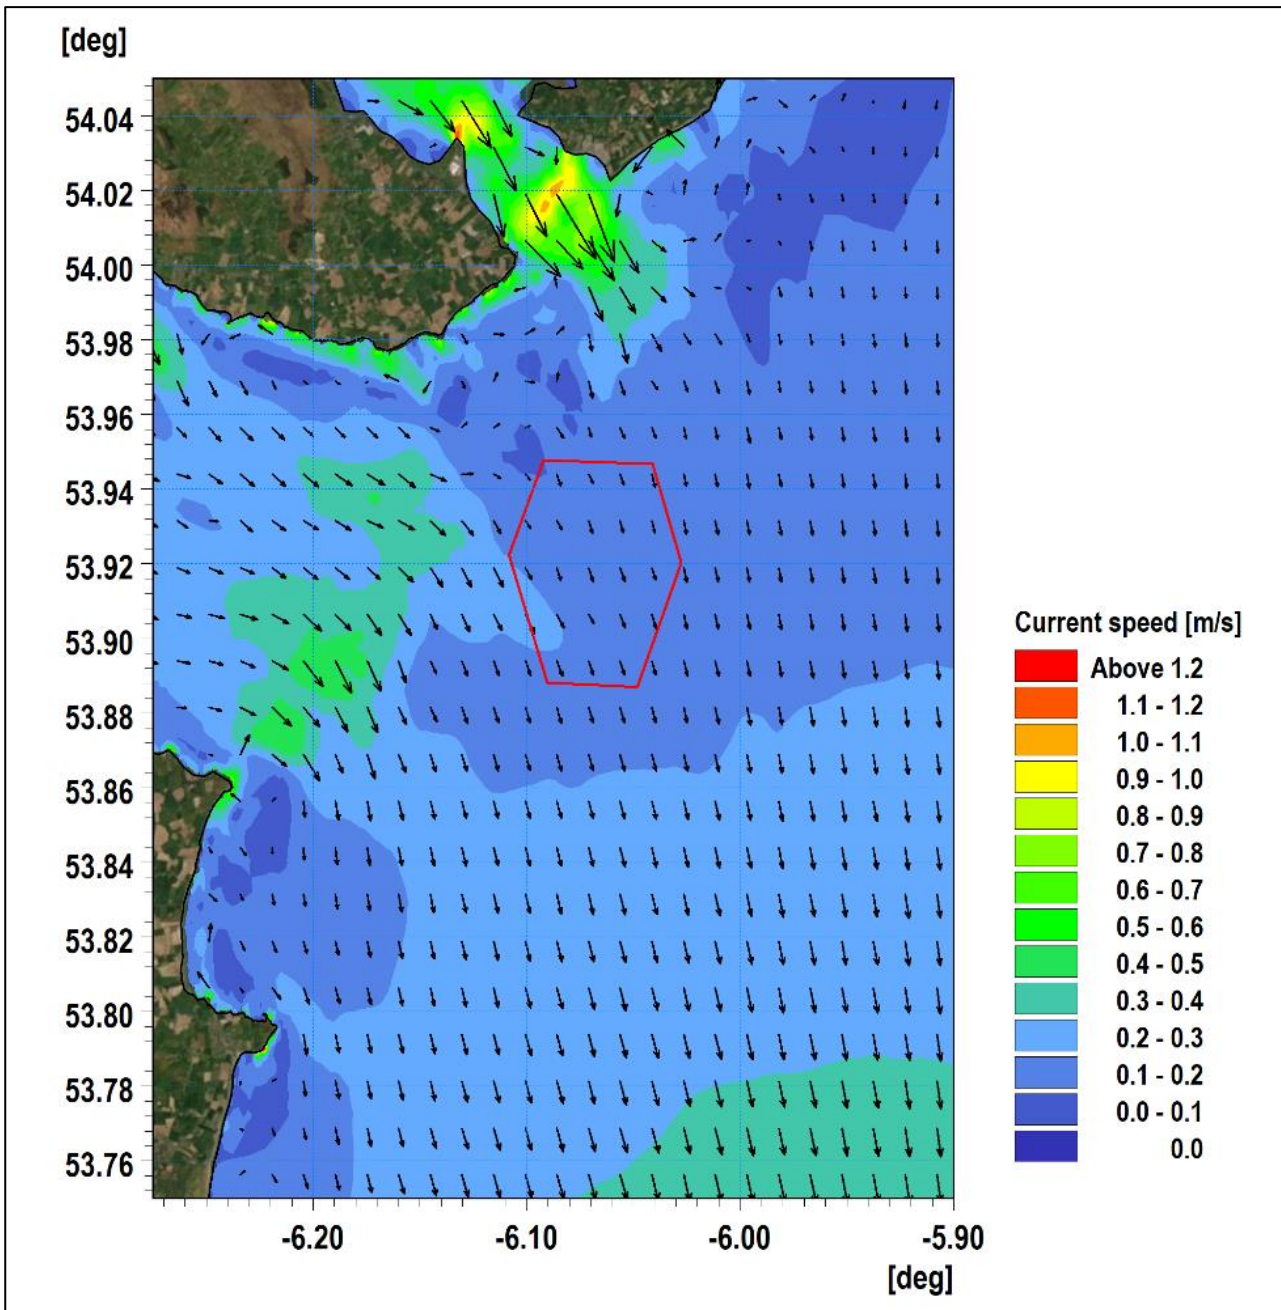 [deg]
54.04
54.02
54.00
53.98
53.96
53.94
53.92
53.90
53.88
53.86
53.84
53.82
53.80
53.78
53.76
-6.20
-6.10
-6.00
-5.90
[deg]
Current speed [m/s]
Above 1.2
1.1 - 1.2
1.0 - 1.1
0.9 - 1.0
0.8 - 0.9
0.7 - 0.8
0.6 - 0.7
0.5 - 0.6
0.4 - 0.5
0.3 - 0.4
0.2 - 0.3
0.1 - 0.2
0.0 - 0.1
0.0